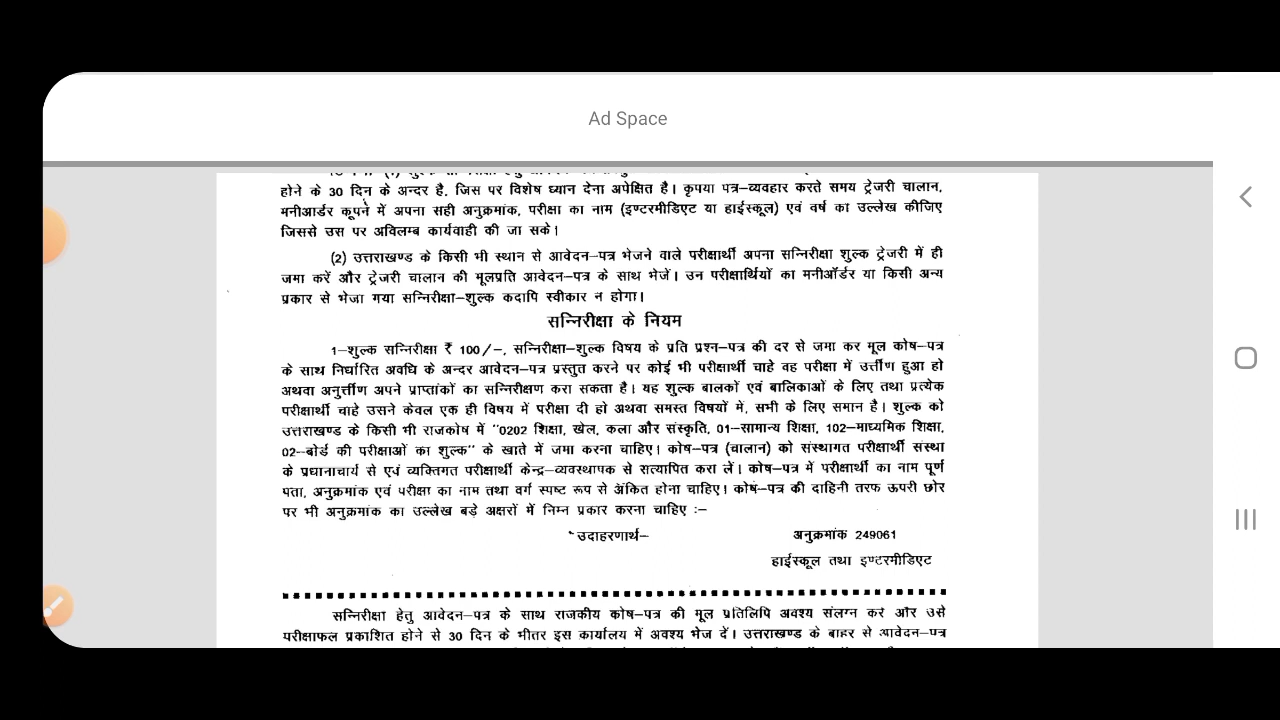 Ad Space
होने के 30 दिन के अन्दर है, जिस पर विशेष ध्यान देना अपेक्षित है। कृपया पत्र–व्यवहार करते समय ट्रेजरी चालान,
मनीआर्डर कूपने में अपना सही अनुक्रमांक, परीक्षा का नाम (इण्टरमीडिएट या हाईस्कूल) एवं वर्ष का उल्लेख कीजिए
जिससे उस पर अविलम्ब कार्यवाही की जा सके।
(2) उत्तराखण्ड के किसी भी स्थान से आवेदन–पत्र भेजने वाले परीक्षार्थी अपना सन्निरीक्षा शुल्क ट्रेजरी में ही
जमा करें और ट्रेजरी चालान की मूलप्रति आवेदन–पत्र के साथ भेजें। उन परीक्षार्थियों का मनीऑर्डर या किसी अन्य
प्रकार से भेजा गया सन्निरीक्षा–शुल्क कदापि स्वीकार न होगा।
सन्निरीक्षा के नियम
1–शुल्क सन्निरीक्षा ₹ 100/–, सन्निरीक्षा–शुल्क विषय के प्रति प्रश्न–पत्र की दर से जमा कर मूल कोष–पत्र
के साथ निर्धारित अवधि के अन्दर आवेदन–पत्र प्रस्तुत करने पर कोई भी परीक्षार्थी चाहे वह परीक्षा में उर्त्तीण हुआ हो
अथवा अनुर्त्तीण अपने प्राप्तांकों का सन्निरीक्षण करा सकता है। यह शुल्क बालकों एवं बालिकाओं के लिए तथा प्रत्येक
परीक्षार्थी चाहे उसने केवल एक ही विषय में परीक्षा दी हो अथवा समस्त विषयों में, सभी के लिए समान है। शुल्क को
उत्तराखण्ड के किसी भी राजकोष में "0202 शिक्षा, खेल, कला और संस्कृति, 01–सामान्य शिक्षा, 102–माध्यमिक शिक्षा,
02–बोर्ड की परीक्षाओं का शुल्क" के खाते में जमा करना चाहिए। कोष–पत्र (चालान) को संस्थागत परीक्षार्थी संस्था
के प्रधानाचार्य से एवं व्यक्तिगत परीक्षार्थी केन्द्र–व्यवस्थापक से सत्यापित करा लें। कोष–पत्र में परीक्षार्थी का नाम पूर्ण
पता, अनुक्रमांक एवं परीक्षा का नाम तथा वर्ग स्पष्ट रूप से अंकित होना चाहिए। कोष–पत्र की दाहिनी तरफ ऊपरी छोर
पर भी अनुक्रमांक का उल्लेख बड़े अक्षरों में निम्न प्रकार करना चाहिए :–
उदाहरणार्थ– अनुक्रमांक 249061
हाईस्कूल तथा इण्टरमीडिएट
सन्निरीक्षा हेतु आवेदन–पत्र के साथ राजकीय कोष–पत्र की मूल प्रतिलिपि अवश्य संलग्न करें और उसे
परीक्षाफल प्रकाशित होने से 30 दिन के भीतर इस कार्यालय में अवश्य भेज दें। उत्तराखण्ड के बाहर से आवेदन–पत्र